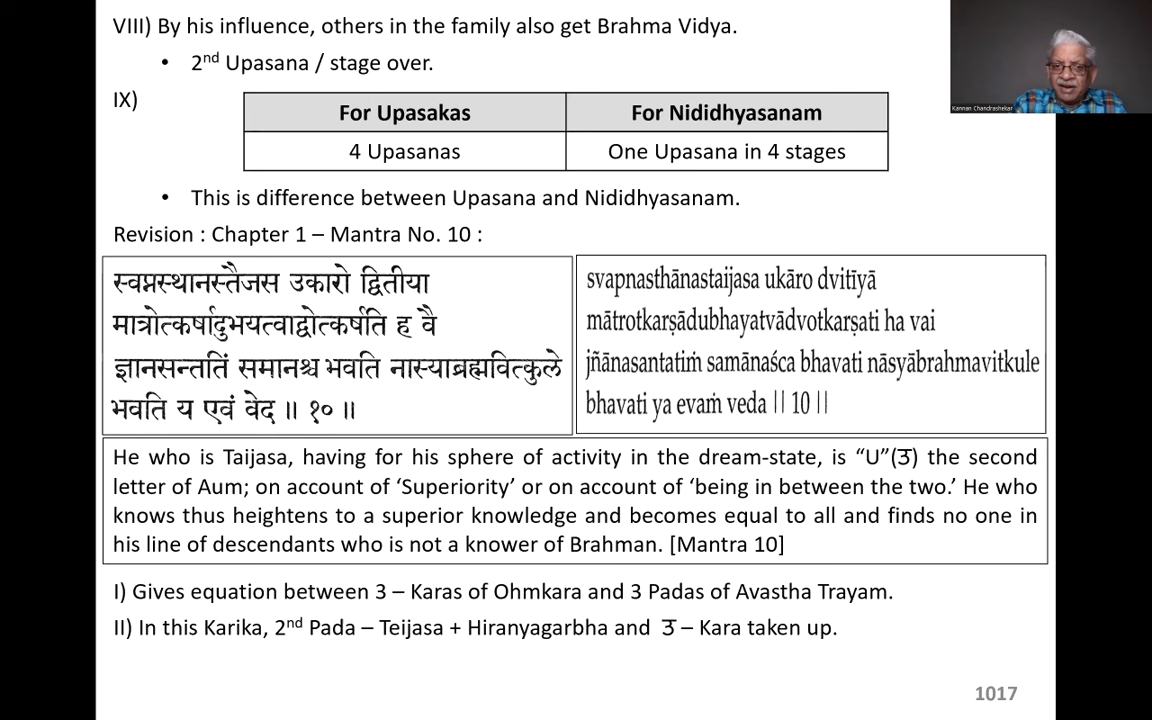 VIII) By his influence, others in the family also get Brahma Vidya.
• 2nd Upasana / stage over.
IX)
For Upasakas For Nididhyasanam
4 Upasanas One Upasana in 4 stages
• This is difference between Upasana and Nididhyasanam.
Revision : Chapter 1 – Mantra No. 10 :
स्वप्नस्थानस्तैजस उकारो द्वितीया
मात्रोत्कर्षादुभयत्वाद्वोत्कर्षति ह वै
ज्ञानसन्ततिं समानश्च भवति नास्याब्रह्मवित्कुले
भवति य एवं वेद ॥ १० ॥
svapnasthānastaijasa ukāro dvitīyā
mātrotkarṣādubhayatvādvotkarṣati ha vai
jñānasantatiṁ samānaśca bhavati nāsyābrahmavitkule
bhavati ya evaṁ veda || 10 ||
He who is Taijasa, having for his sphere of activity in the dream-state, is “U”(उ) the second
letter of Aum; on account of ‘Superiority’ or on account of ‘being in between the two.’ He who
knows thus heightens to a superior knowledge and becomes equal to all and finds no one in
his line of descendants who is not a knower of Brahman. [Mantra 10]
I) Gives equation between 3 – Karas of Ohmkara and 3 Padas of Avastha Trayam.
II) In this Karika, 2nd Pada – Teijasa + Hiranyagarbha and उ – Kara taken up.
1017
Kannan Chandrashekar